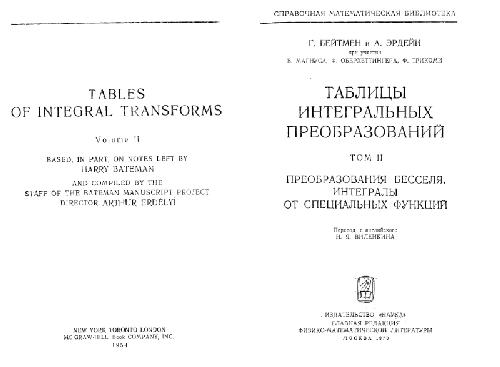 TABLES
OF INTEGRAL TRANSFORMS
Volume II
BASED, IN PART, ON NOTES LEFT BY
HARRY BATEMAN
AND COMPILED BY THE
STAFF OF THE BATEMAN MANUSCRIPT PROJECT
DIRECTOR ARTHUR ERDÉLYI
NEW YORK TORONTO LONDON
MC GRAW-HILL BOOK COMPANY, INC.
1954
СПРАВОЧНАЯ МАТЕМАТИЧЕСКАЯ БИБЛИОТЕКА
Г. БЕЙТМЕН и А. ЭРДЕЙИ
при участии
В. МАГНУСА, Ф. ОБЕРХЕТТИНГЕРА, Ф. ТРИКОМИ
ТАБЛИЦЫ
ИНТЕГРАЛЬНЫХ
ПРЕОБРАЗОВАНИЙ
ТОМ II
ПРЕОБРАЗОВАНИЯ БЕССЕЛЯ.
ИНТЕГРАЛЫ
ОТ СПЕЦИАЛЬНЫХ ФУНКЦИЙ
Перевод с английского
Н. Я. ВИЛЕНКИНА
ИЗДАТЕЛЬСТВО «НАУКА»
ГЛАВНАЯ РЕДАКЦИЯ
ФИЗИКО-МАТЕМАТИЧЕСКОЙ ЛИТЕРАТУРЫ
МОСКВА